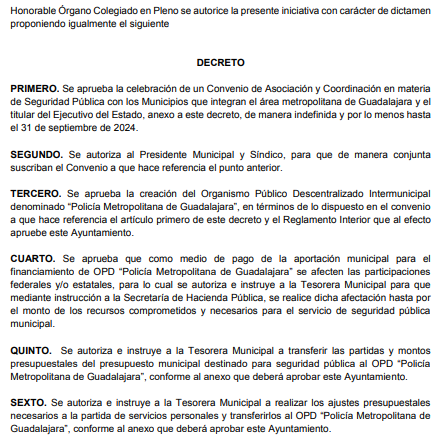 Honorable Órgano Colegiado en Pleno se autorice la presente iniciativa con carácter de dictamen
proponiendo igualmente el siguiente
DECRETO
PRIMERO. Se aprueba la celebración de un Convenio de Asociación y Coordinación en materia
de Seguridad Pública con los Municipios que integran el área metropolitana de Guadalajara y el
titular del Ejecutivo del Estado, anexo a este decreto, de manera indefinida y por lo menos hasta
el 31 de septiembre de 2024.
SEGUNDO. Se autoriza al Presidente Municipal y Síndico, para que de manera conjunta
suscriban el Convenio a que hace referencia el punto anterior.
TERCERO. Se aprueba la creación del Organismo Público Descentralizado Intermunicipal
denominado “Policía Metropolitana de Guadalajara”, en términos de lo dispuesto en el convenio
a que hace referencia el artículo primero de este decreto y el Reglamento Interior que al efecto
apruebe este Ayuntamiento.
CUARTO. Se aprueba que como medio de pago de la aportación municipal para el
financiamiento de OPD “Policía Metropolitana de Guadalajara” se afecten las participaciones
federales y/o estatales, para lo cual se autoriza e instruye a la Tesorera Municipal para que
mediante instrucción a la Secretaría de Hacienda Pública, se realice dicha afectación hasta por
el monto de los recursos comprometidos y necesarios para el servicio de seguridad pública
municipal.
QUINTO. Se autoriza e instruye a la Tesorera Municipal a transferir las partidas y montos
presupuestales del presupuesto municipal destinado para seguridad pública al OPD “Policía
Metropolitana de Guadalajara”, conforme al anexo que deberá aprobar este Ayuntamiento.
SEXTO. Se autoriza e instruye a la Tesorera Municipal a realizar los ajustes presupuestales
necesarios a la partida de servicios personales y transferirlos al OPD “Policía Metropolitana de
Guadalajara”, conforme al anexo que deberá aprobar este Ayuntamiento.